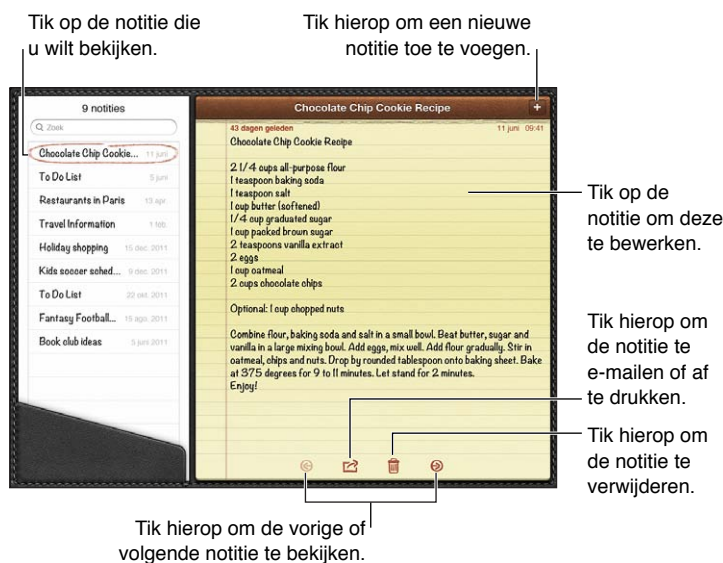 Tik op de notitie die
u wilt bekijken.
Tik hierop om een nieuwe
notitie toe te voegen.
9 notities
Zoek
Chocolate Chip Cookie... 11 juni
To Do List 5 juni
Restaurants in Paris 13 apr.
Travel Information 1 feb.
Holiday shopping 15 dec. 2011
Kids soccer sched... 9 dec. 2011
To Do List 22 okt. 2011
Fantasy Football... 15 ago. 2011
Book club ideas 5 juni 2011
Chocolate Chip Cookie Recipe
+
43 dagen geleden 11 juni 09:41
Chocolate Chip Cookie Recipe
2 1/4 cups all-purpose flour
1 teaspoon baking soda
1 teaspoon salt
1 cup butter (softened)
1/4 cup graduated sugar
1 cup packed brown sugar
2 teaspoons vanilla extract
2 eggs
1 cup oatmeal
2 cups chocolate chips
Optional: 1 cup chopped nuts
Combine flour, baking soda and salt in a small bowl. Beat butter, sugar and
vanilla in a large mixing bowl. Add eggs, mix well. Add flour gradually. Stir in
oatmeal, chips and nuts. Drop by rounded tablespoon onto baking sheet. Bake
at 375 degrees for 9 to 11 minutes. Let stand for 2 minutes.
Enjoy!
Tik op de
notitie om deze
te bewerken.
Tik hierop om
de notitie te
e-mailen of af
te drukken.
Tik hierop om
de notitie te
verwijderen.
Tik hierop om de vorige of
volgende notitie te bekijken.